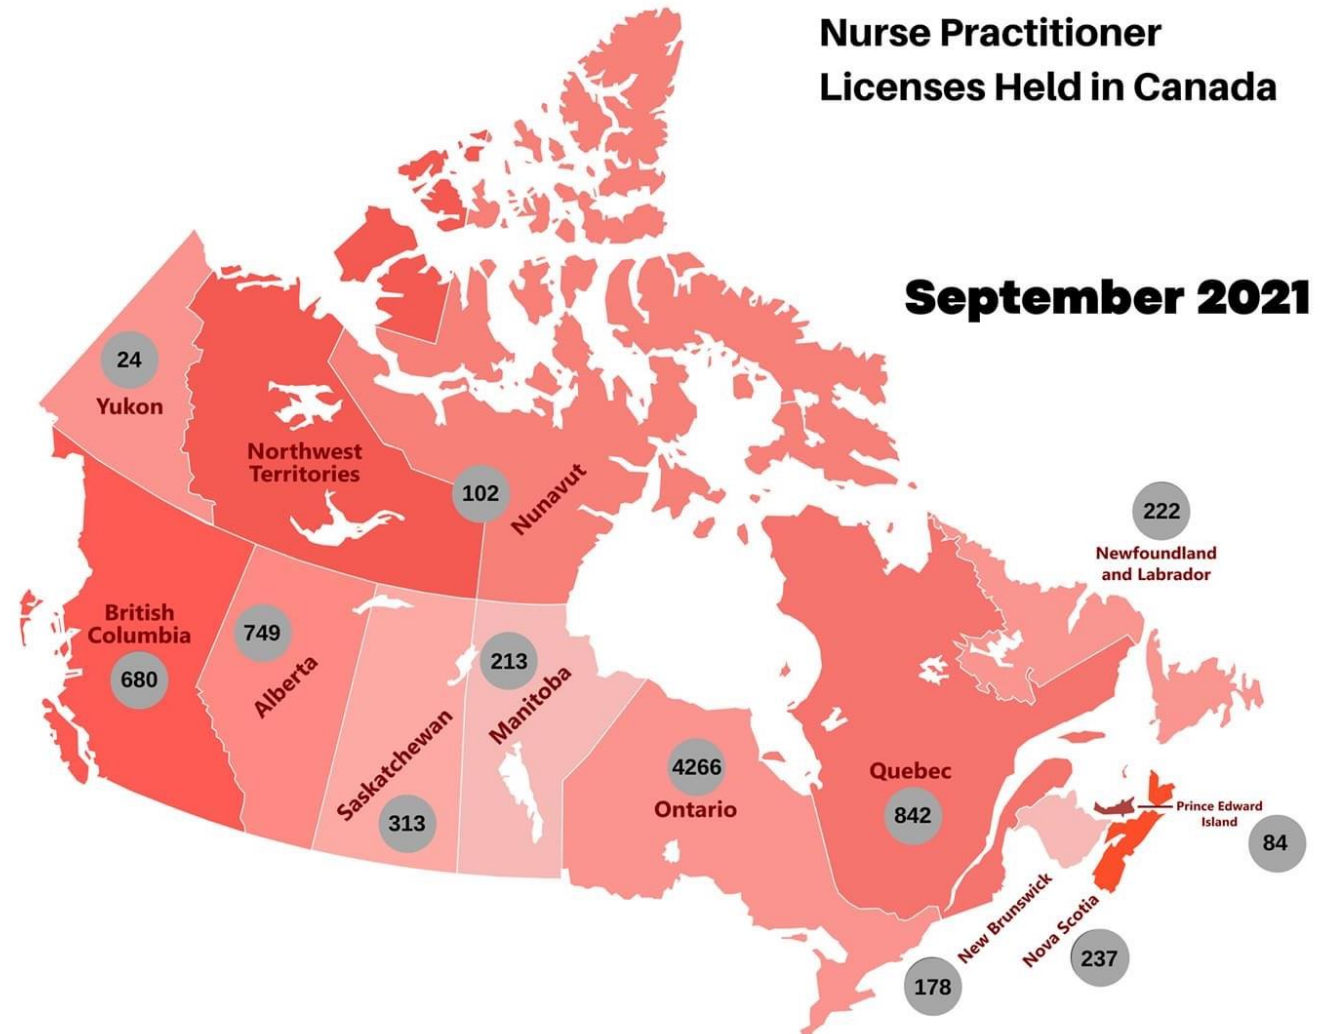 Nurse Practitioner
Licenses Held in Canada
September 2021
24
Yukon
Northwest
Territories
102
Nunavut
222
Newfoundland
and Labrador
British
Columbia
680
749
Alberta
213
Manitoba
Saskatchewan
313
4266
Ontario
Quebec
842
Prince Edward
Island
84
New Brunswick
178
Nova Scotia
237